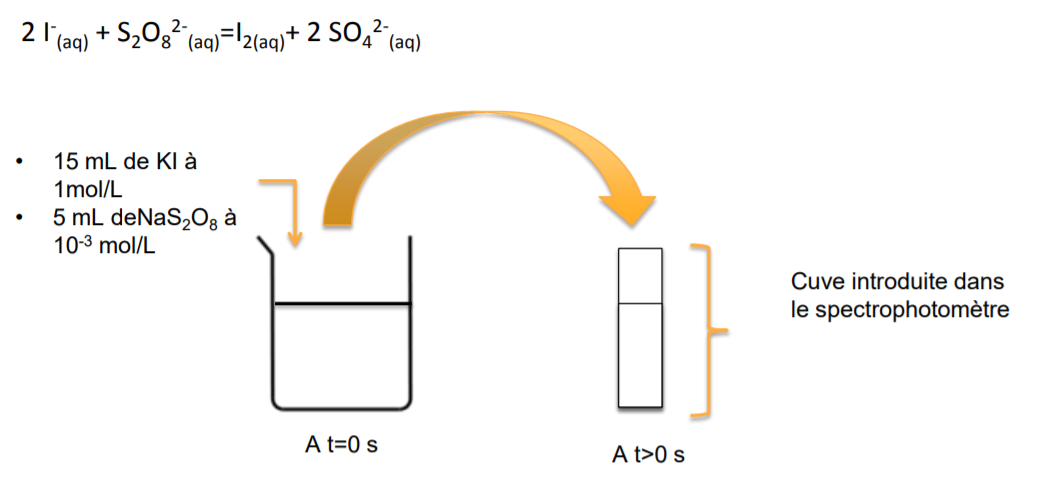 2 I⁻(aq) + S₂O₈²⁻(aq)=I₂(aq)+ 2 SO₄²⁻(aq)
• 15 mL de KI à
1mol/L
• 5 mL deNaS₂O₈ à
10⁻³ mol/L
Cuve introduite dans
le spectrophotomètre
A t=0 s
A t>0 s